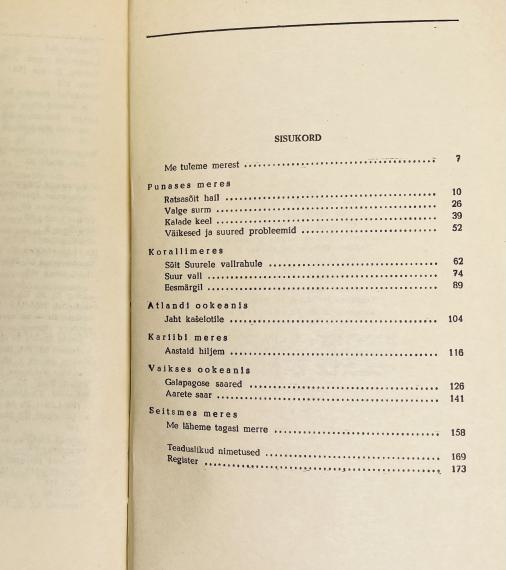 SISUKORD
Me tuleme merest 7
Punases meres
Ratsasõit hail 10
Valge surm 26
Kalade keel 39
Väikesed ja suured probleemid 52
Korallimeres
Sõit Suurele vallrahule 62
Suur vall 74
Eesmärgil 89
Atlandi ookeanis
Jaht kašelotile 104
Kariibi meres
Aastaid hiljem 116
Vaikses ookeanis
Galapagose saared 126
Aarete saar 141
Seitsmes meres
Me läheme tagasi merre 158
Teaduslikud nimetused 169
Register 173